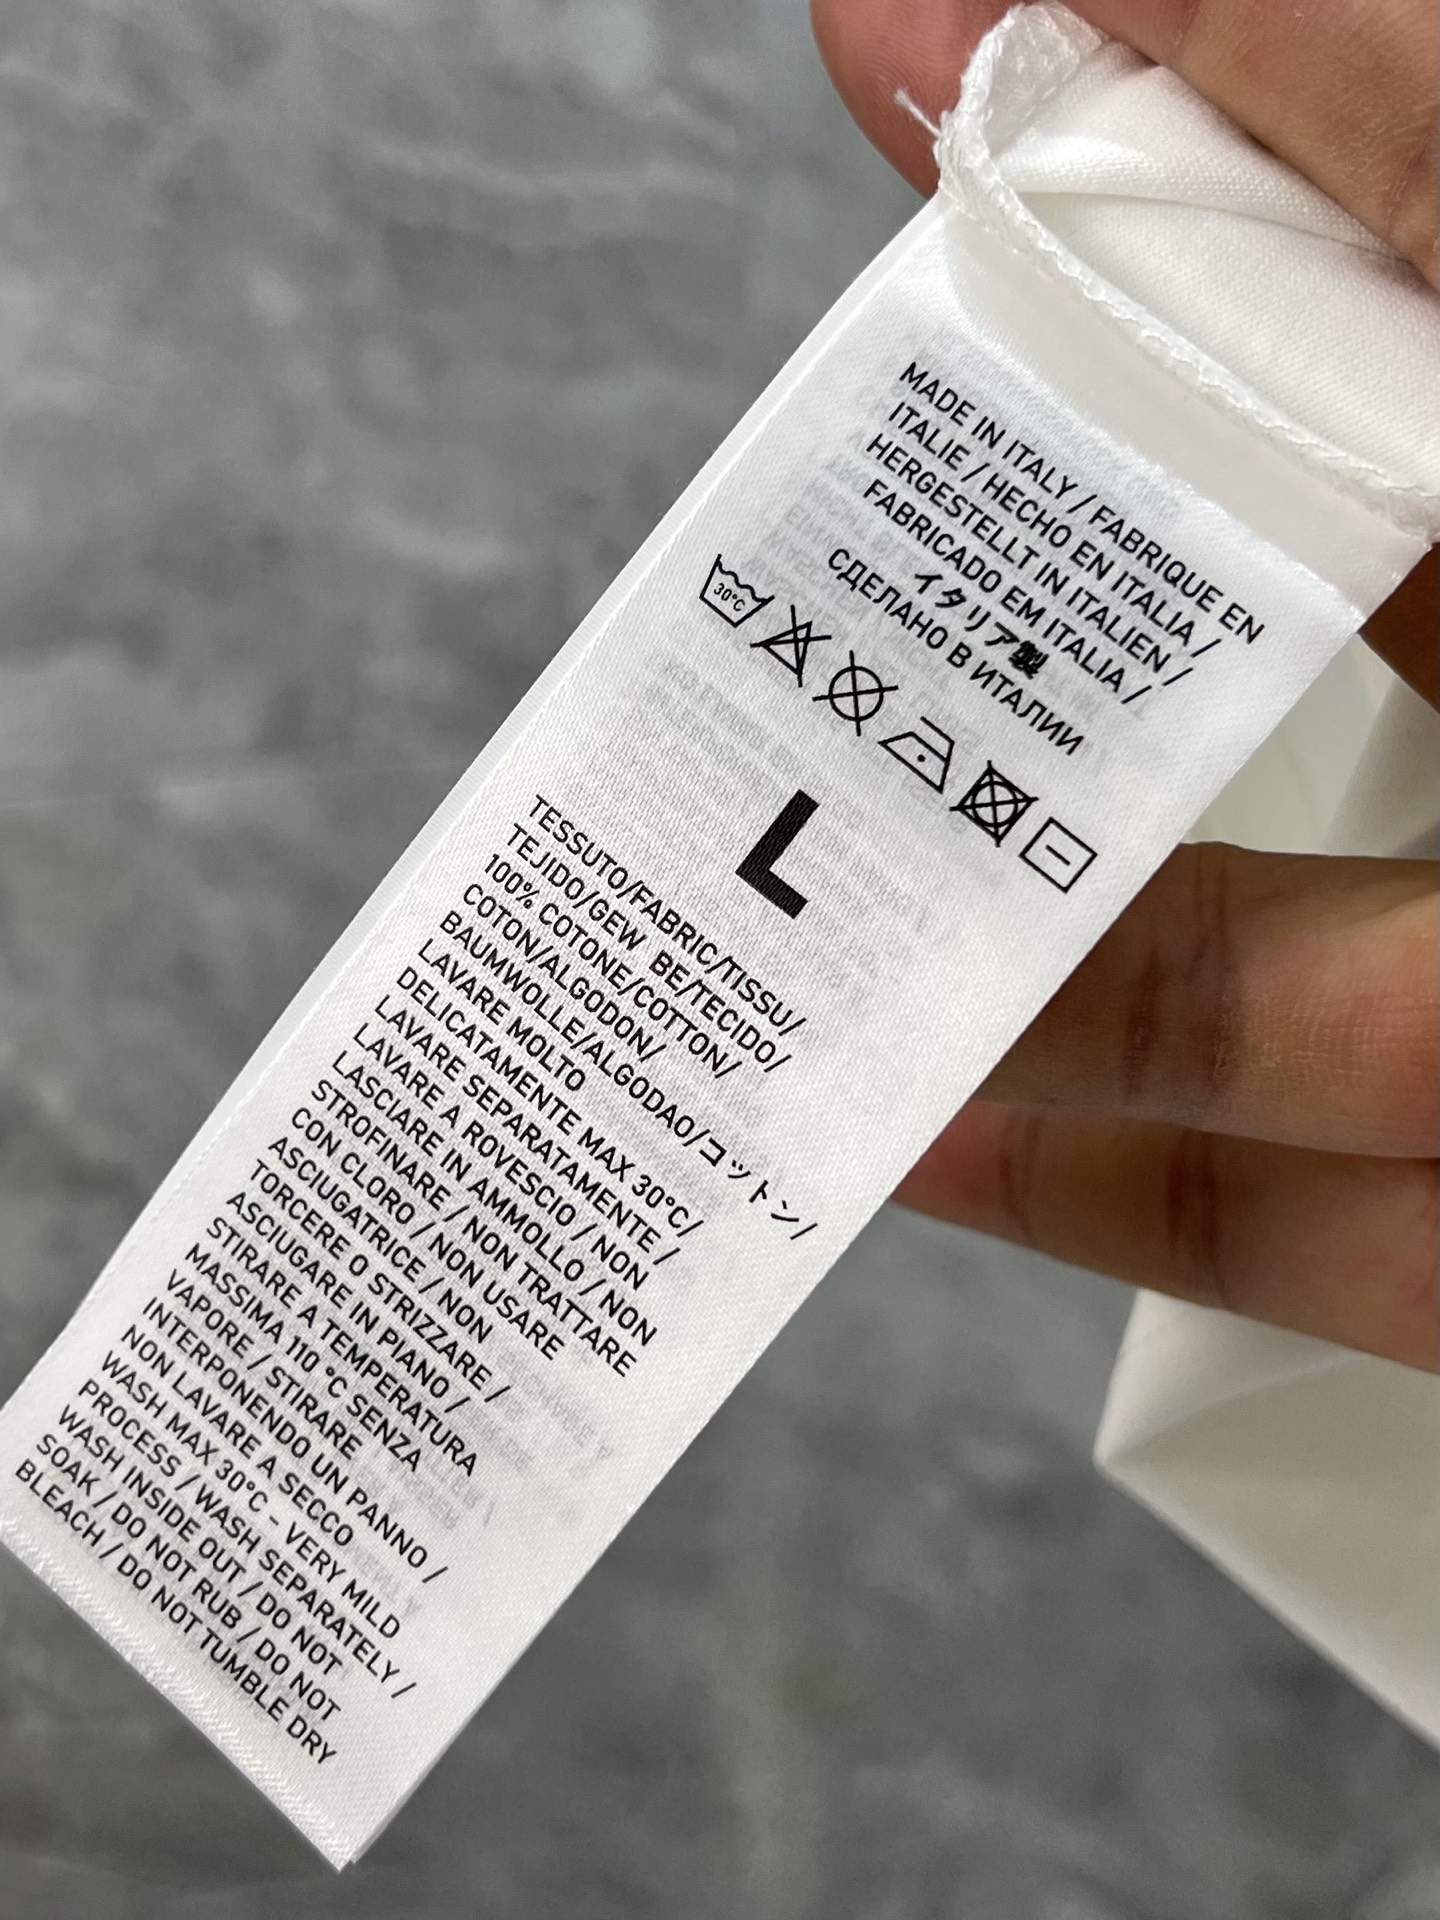 MADE IN ITALY / FABRIQUE EN
ITALIE / HECHO EN ITALIA /
HERGESTELLT IN ITALIEN /
FABRICADO EM ITALIA /
イタリア製
СДЕЛАНО В ИТАЛИИ
30°C
L
TESSUTO/FABRIC/TISSU/
TEJIDO/GEW BE/TECIDO/
100% COTONE/COTTON/
COTON/ALGODON/
BAUMWOLLE/ALGODAO/コットン/
LAVARE MOLTO
DELICATAMENTE MAX 30°C/
LAVARE SEPARATAMENTE /
LAVARE A ROVESCIO / NON
LASCIARE IN AMMOLLO / NON
STROFINARE / NON TRATTARE
CON CLORO / NON USARE
ASCIUGATRICE / NON
TORCERE O STRIZZARE /
ASCIUGARE IN PIANO /
STIRARE A TEMPERATURA
MASSIMA 110 °C SENZA
VAPORE / STIRARE
INTERPONENDO UN PANNO /
NON LAVARE A SECCO
WASH MAX 30°C - VERY MILD
PROCESS / WASH SEPARATELY /
WASH INSIDE OUT / DO NOT
SOAK / DO NOT RUB / DO NOT
BLEACH / DO NOT TUMBLE DRY